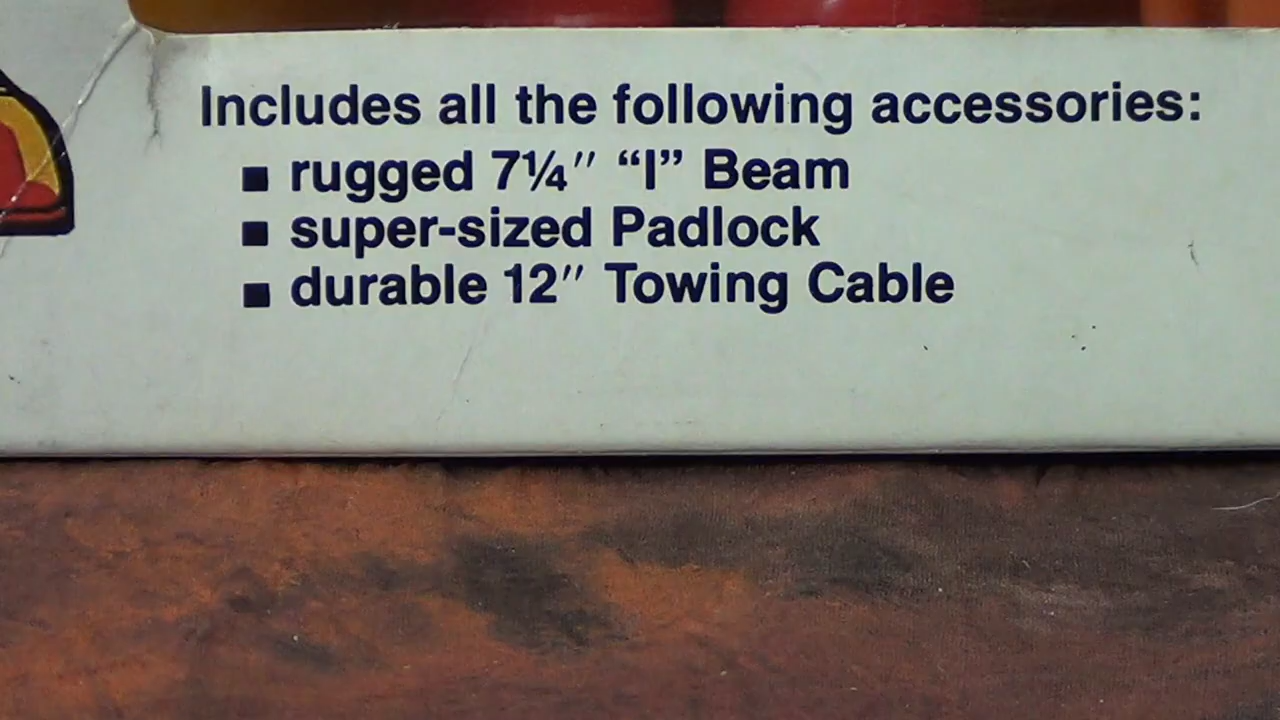 Includes all the following accessories:
■ rugged 7¼″ “I” Beam
■ super-sized Padlock
■ durable 12″ Towing Cable